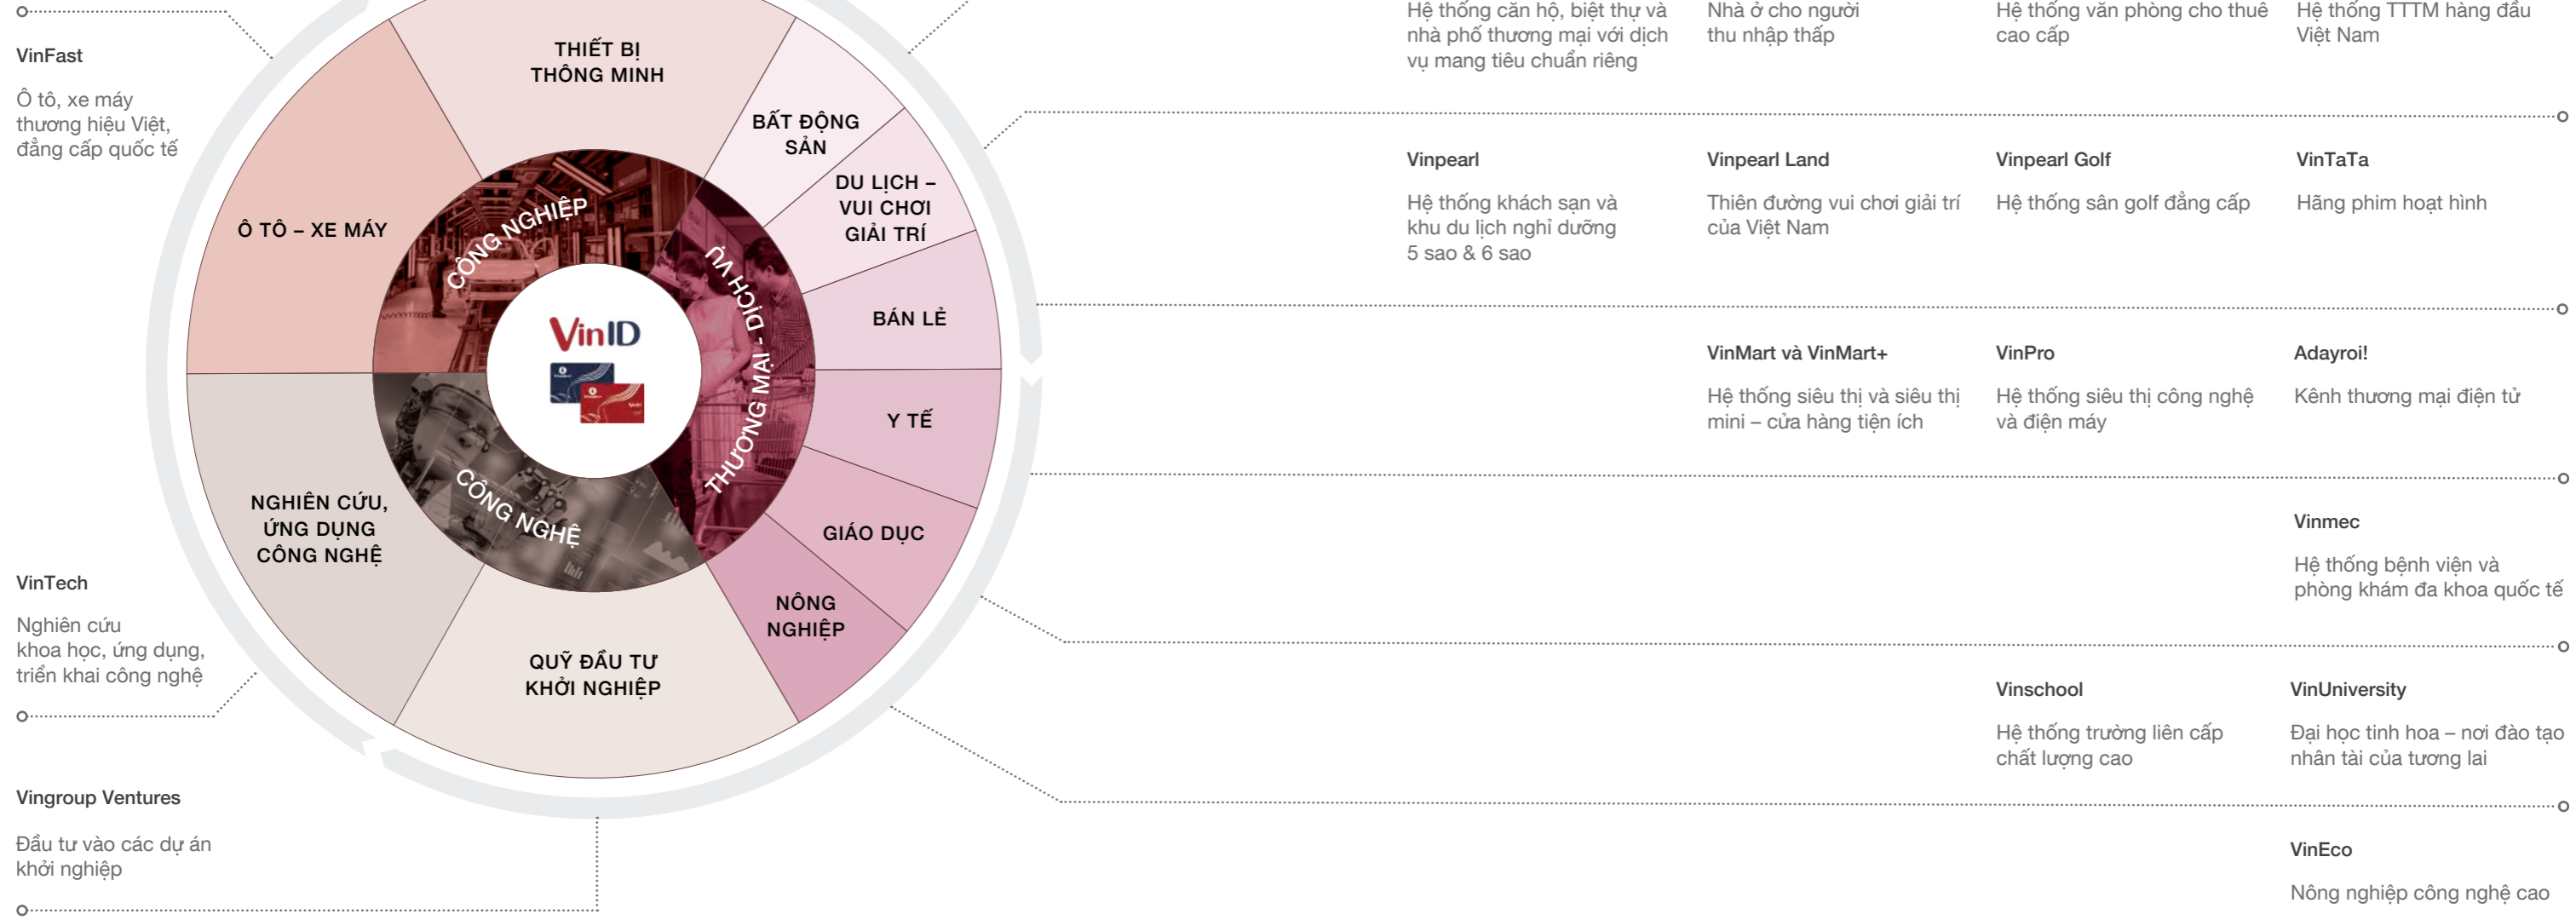 VinFast
Ô tô, xe máy
thương hiệu Việt,
đẳng cấp quốc tế
VinTech
Nghiên cứu
khoa học, ứng dụng,
triển khai công nghệ
Vingroup Ventures
Đầu tư vào các dự án
khởi nghiệp
THIẾT BỊ
THÔNG MINH
BẤT ĐỘNG
SẢN
DU LỊCH –
VUI CHƠI
GIẢI TRÍ
BÁN LẺ
Y TẾ
GIÁO DỤC
NÔNG
NGHIỆP
QUỸ ĐẦU TƯ
KHỞI NGHIỆP
NGHIÊN CỨU,
ỨNG DỤNG
CÔNG NGHỆ
Ô TÔ – XE MÁY
CÔNG NGHIỆP
THƯƠNG MẠI - DỊCH VỤ
CÔNG NGHỆ
VinID
Hệ thống căn hộ, biệt thự và
nhà phố thương mại với dịch
vụ mang tiêu chuẩn riêng
Nhà ở cho người
thu nhập thấp
Hệ thống văn phòng cho thuê
cao cấp
Hệ thống TTTM hàng đầu
Việt Nam
Vinpearl
Hệ thống khách sạn và
khu du lịch nghỉ dưỡng
5 sao & 6 sao
Vinpearl Land
Thiên đường vui chơi giải trí
của Việt Nam
Vinpearl Golf
Hệ thống sân golf đẳng cấp
VinTaTa
Hãng phim hoạt hình
VinMart và VinMart+
Hệ thống siêu thị và siêu thị
mini – cửa hàng tiện ích
VinPro
Hệ thống siêu thị công nghệ
và điện máy
Adayroi!
Kênh thương mại điện tử
Vinmec
Hệ thống bệnh viện và
phòng khám đa khoa quốc tế
Vinschool
Hệ thống trường liên cấp
chất lượng cao
VinUniversity
Đại học tinh hoa – nơi đào tạo
nhân tài của tương lai
VinEco
Nông nghiệp công nghệ cao